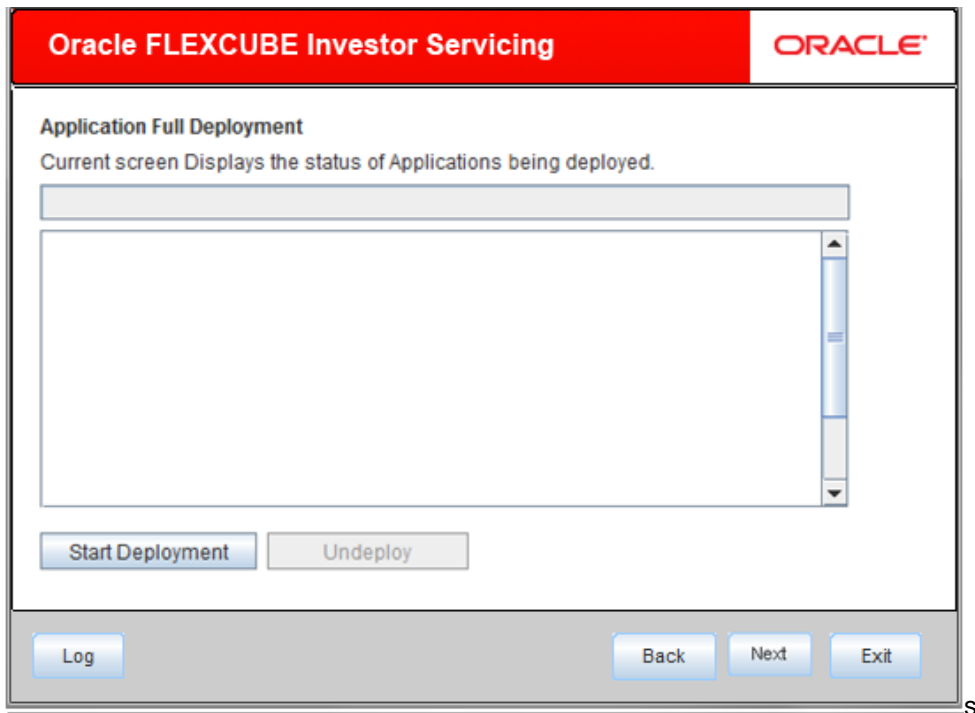 Oracle FLEXCUBE Investor Servicing
ORACLE
Application Full Deployment
Current screen Displays the status of Applications being deployed.
Start Deployment
Undeploy
Log
Back
Next
Exit
s